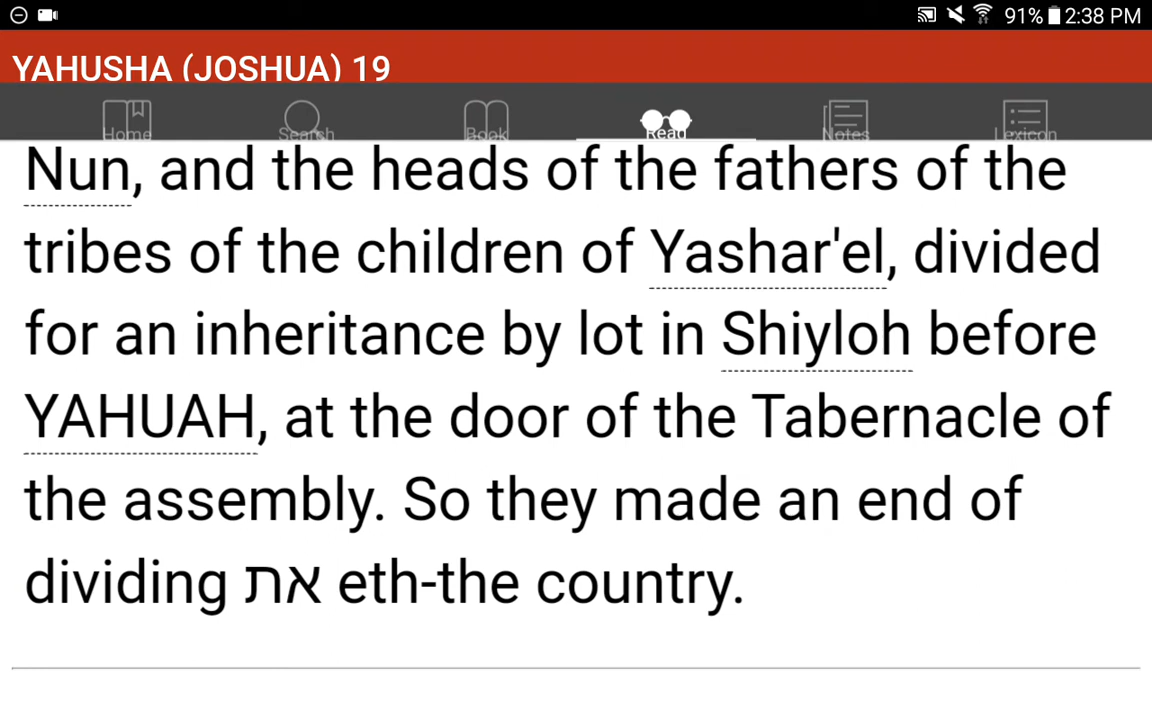 91% 2:38 PM
YAHUSHA (JOSHUA) 19
Home Search Book Read Notes Lexicon
Nun, and the heads of the fathers of the
tribes of the children of Yashar'el, divided
for an inheritance by lot in Shiyloh before
YAHUAH, at the door of the Tabernacle of
the assembly. So they made an end of
dividing את eth-the country.